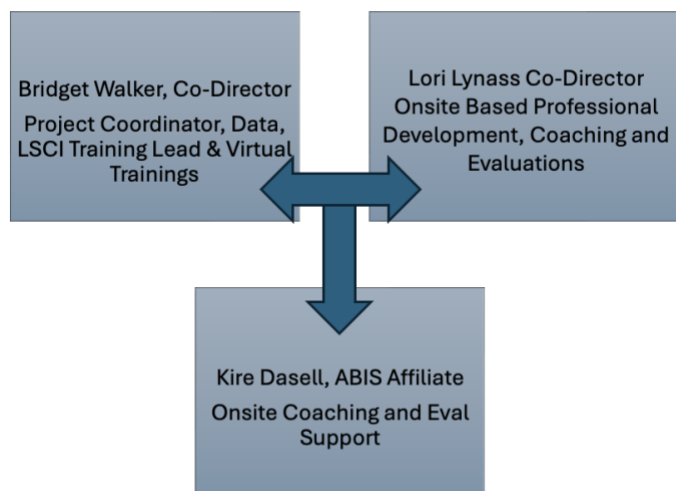 Bridget Walker, Co-Director
Project Coordinator, Data,
LSCI Training Lead & Virtual
Trainings
Lori Lynass Co-Director
Onsite Based Professional
Development, Coaching and
Evaluations
Kire Dasell, ABIS Affiliate
Onsite Coaching and Eval
Support